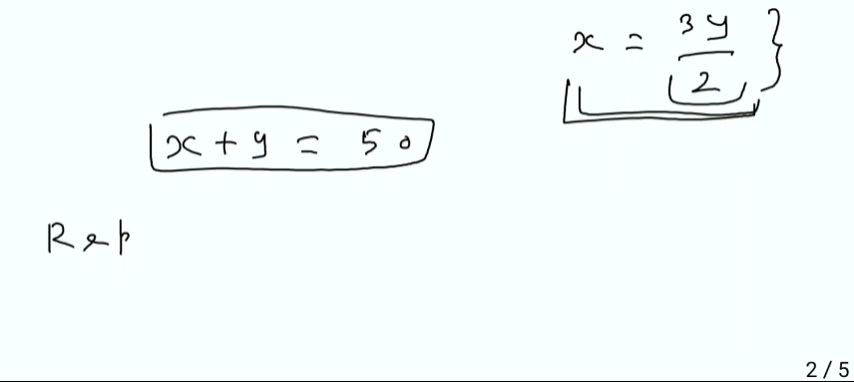 x = 3y/2 }
x + y = 50
Rep
2/5